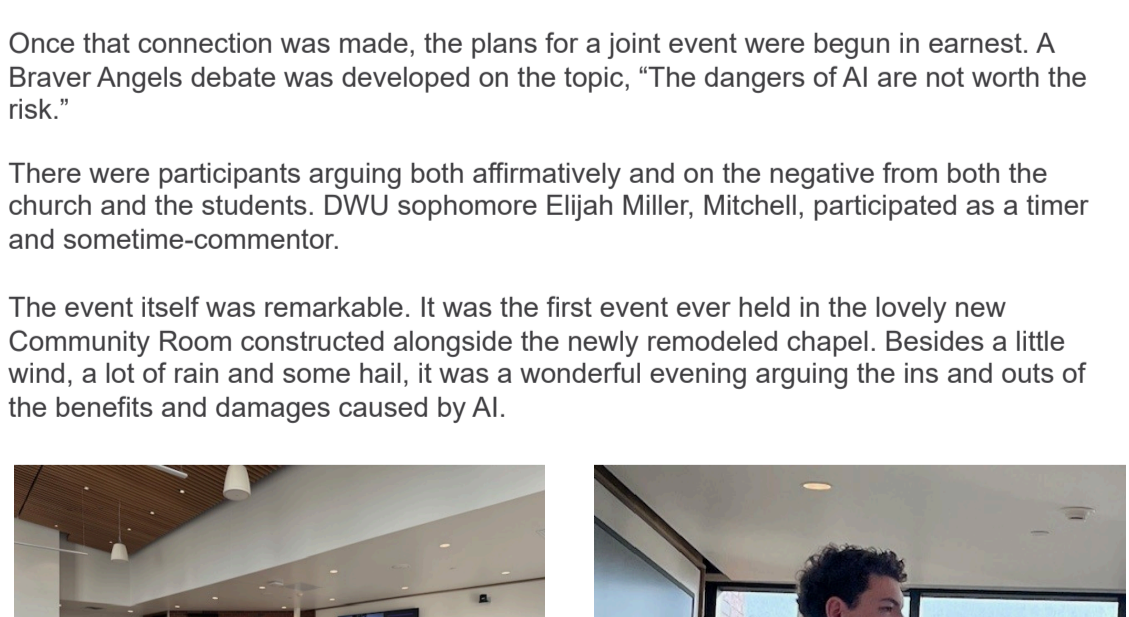 Once that connection was made, the plans for a joint event were begun in earnest. A
Braver Angels debate was developed on the topic, “The dangers of AI are not worth the
risk.”
There were participants arguing both affirmatively and on the negative from both the
church and the students. DWU sophomore Elijah Miller, Mitchell, participated as a timer
and sometime-commentor.
The event itself was remarkable. It was the first event ever held in the lovely new
Community Room constructed alongside the newly remodeled chapel. Besides a little
wind, a lot of rain and some hail, it was a wonderful evening arguing the ins and outs of
the benefits and damages caused by AI.